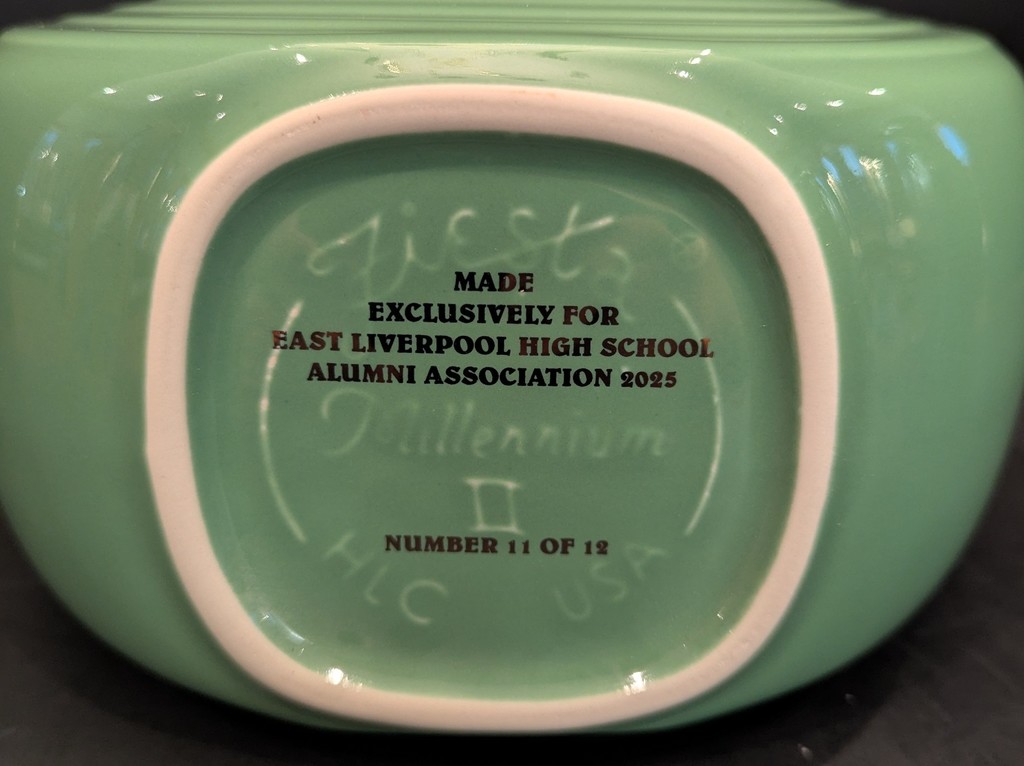 Fiesta
MADE
EXCLUSIVELY FOR
EAST LIVERPOOL HIGH SCHOOL
ALUMNI ASSOCIATION 2025
Millennium
II
NUMBER 11 OF 12
HLC USA